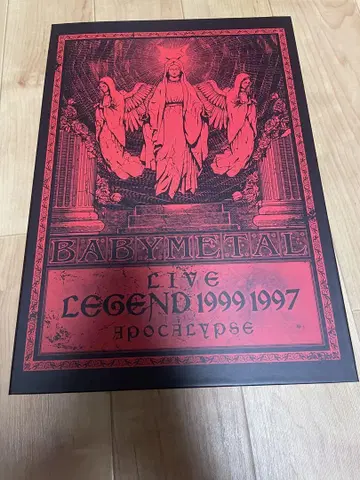 BABYMETAL
LIVE
LEGEND 1999 1997
APOCALYPSE